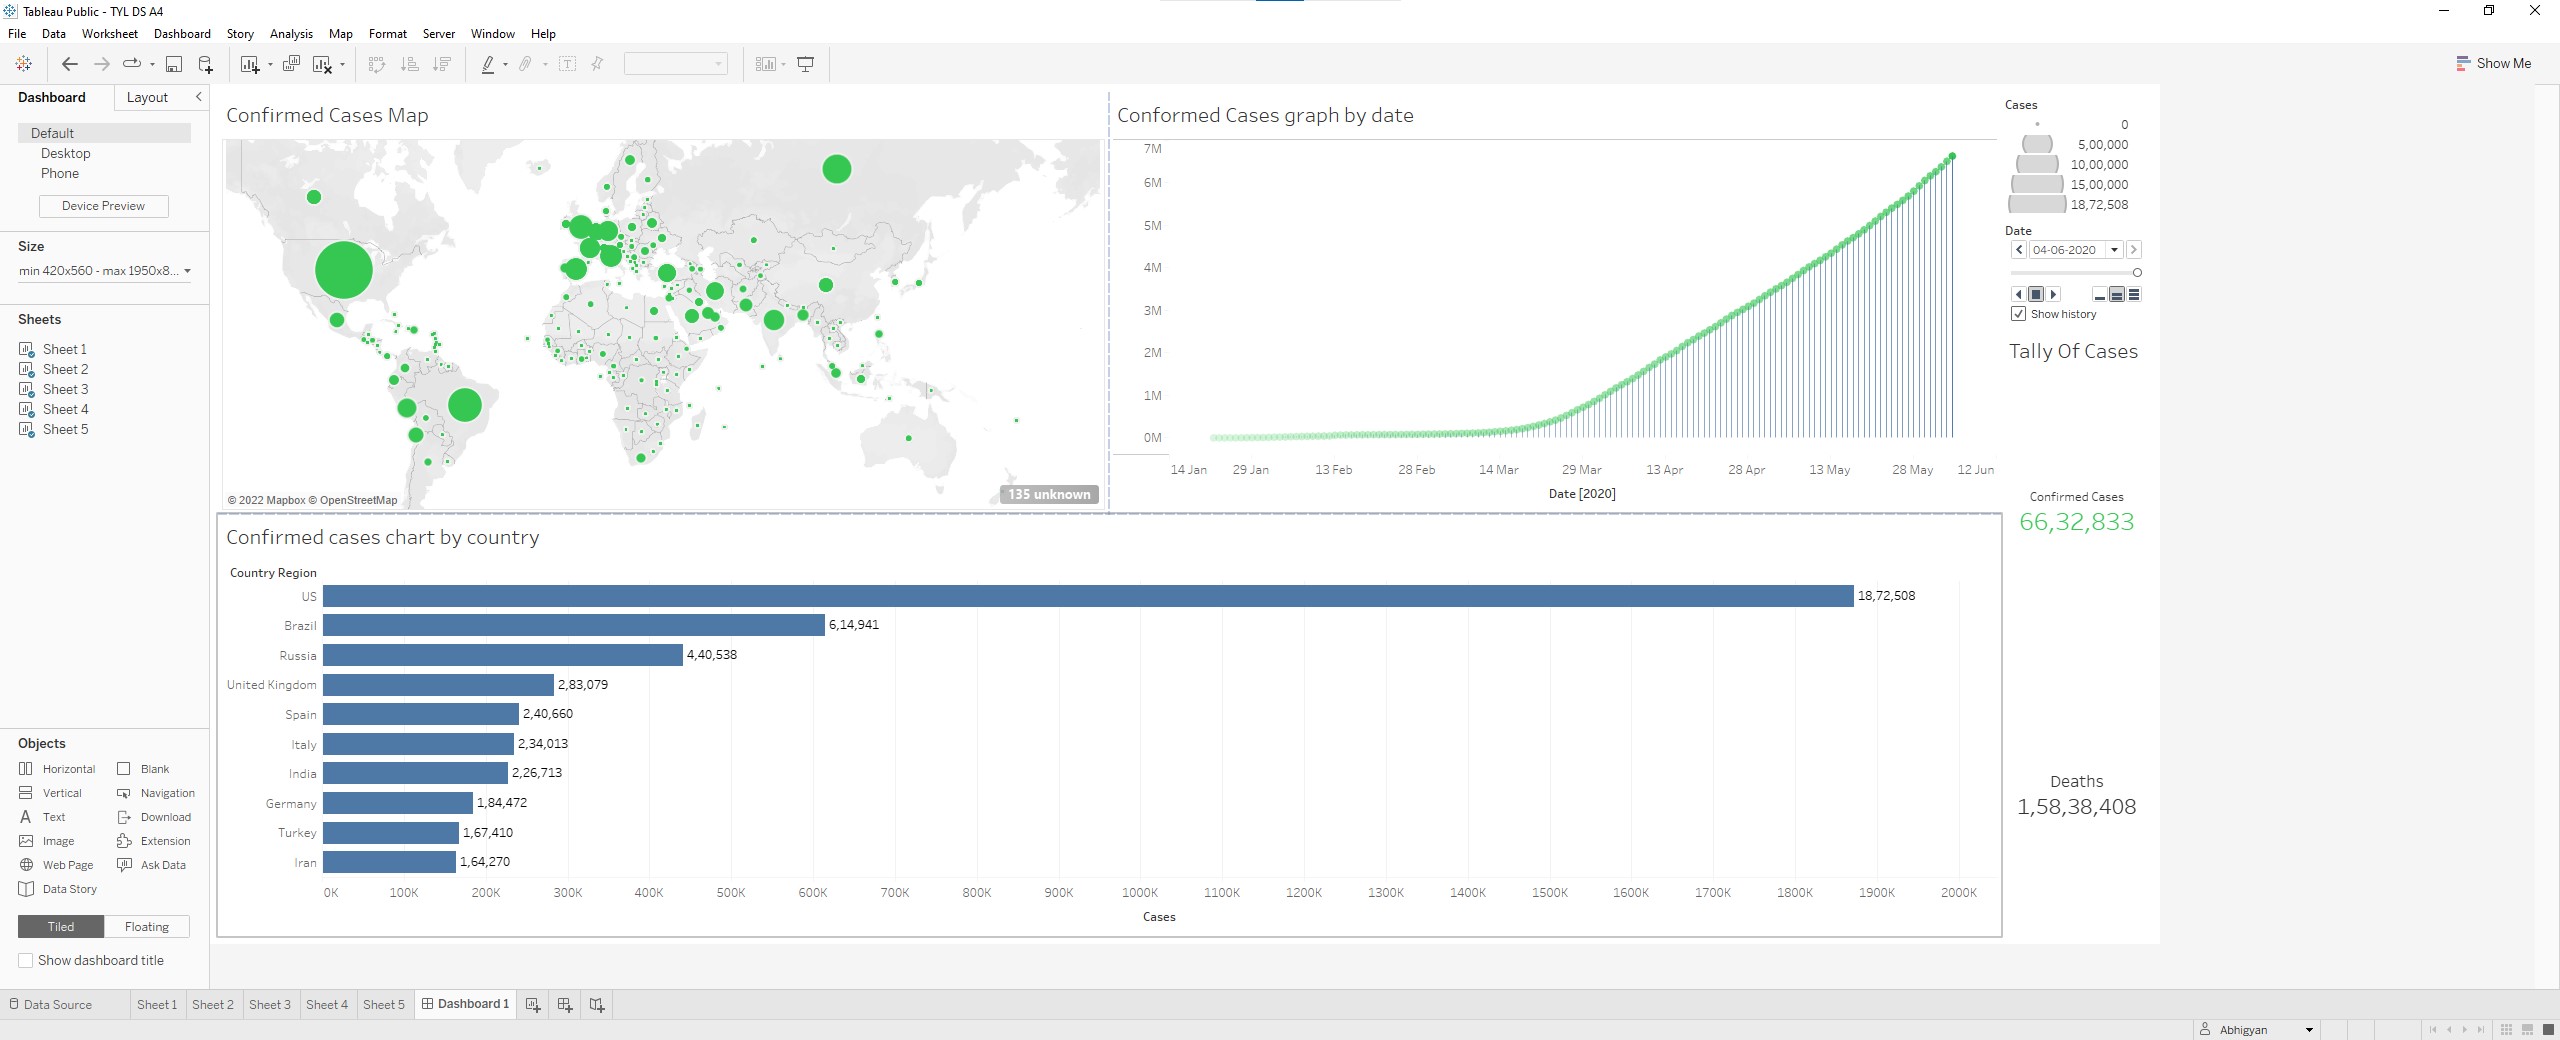 Tableau Public - TYL DS A4
File Data Worksheet Dashboard Story Analysis Map Format Server Window Help
Show Me
Dashboard Layout
Default
Desktop
Phone
Device Preview
Size
min 420x560 - max 1950x8...
Sheets
Sheet 1
Sheet 2
Sheet 3
Sheet 4
Sheet 5
Objects
Horizontal Blank
Vertical Navigation
Text Download
Image Extension
Web Page Ask Data
Data Story
Tiled Floating
Show dashboard title
Confirmed Cases Map
© 2022 Mapbox © OpenStreetMap
135 unknown
Conformed Cases graph by date
7M
6M
5M
4M
3M
2M
1M
0M
14 Jan 29 Jan 13 Feb 28 Feb 14 Mar 29 Mar 13 Apr 28 Apr 13 May 28 May 12 Jun
Date [2020]
Cases
0
5,00,000
10,00,000
15,00,000
18,72,508
Date
04-06-2020
Show history
Tally Of Cases
Confirmed Cases
66,32,833
Deaths
1,58,38,408
Confirmed cases chart by country
Country Region
US 18,72,508
Brazil 6,14,941
Russia 4,40,538
United Kingdom 2,83,079
Spain 2,40,660
Italy 2,34,013
India 2,26,713
Germany 1,84,472
Turkey 1,67,410
Iran 1,64,270
0K 100K 200K 300K 400K 500K 600K 700K 800K 900K 1000K 1100K 1200K 1300K 1400K 1500K 1600K 1700K 1800K 1900K 2000K
Cases
Data Source Sheet 1 Sheet 2 Sheet 3 Sheet 4 Sheet 5 Dashboard 1
Abhigyan